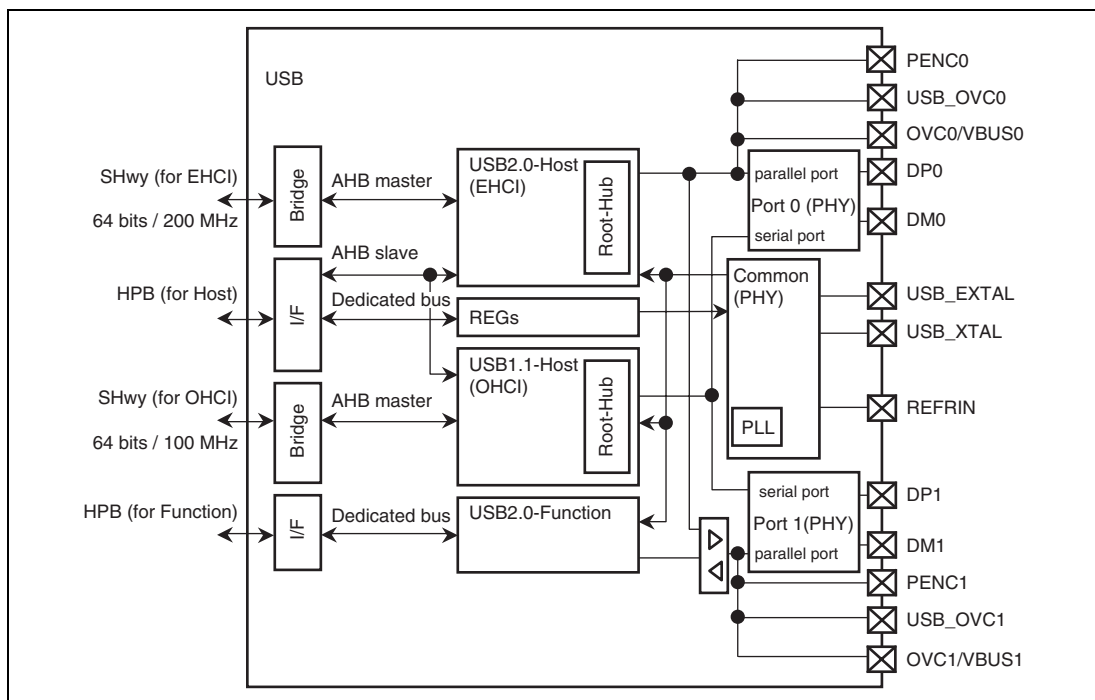 USB
SHwy (for EHCI)
64 bits / 200 MHz
HPB (for Host)
SHwy (for OHCI)
64 bits / 100 MHz
HPB (for Function)
Bridge
I/F
Bridge
I/F
AHB master
AHB slave
Dedicated bus
AHB master
Dedicated bus
USB2.0-Host
(EHCI)
Root-Hub
REGs
USB1.1-Host
(OHCI)
Root-Hub
USB2.0-Function
parallel port
Port 0 (PHY)
serial port
Common
(PHY)
PLL
serial port
Port 1(PHY)
parallel port
PENC0
USB_OVC0
OVC0/VBUS0
DP0
DM0
USB_EXTAL
USB_XTAL
REFRIN
DP1
DM1
PENC1
USB_OVC1
OVC1/VBUS1